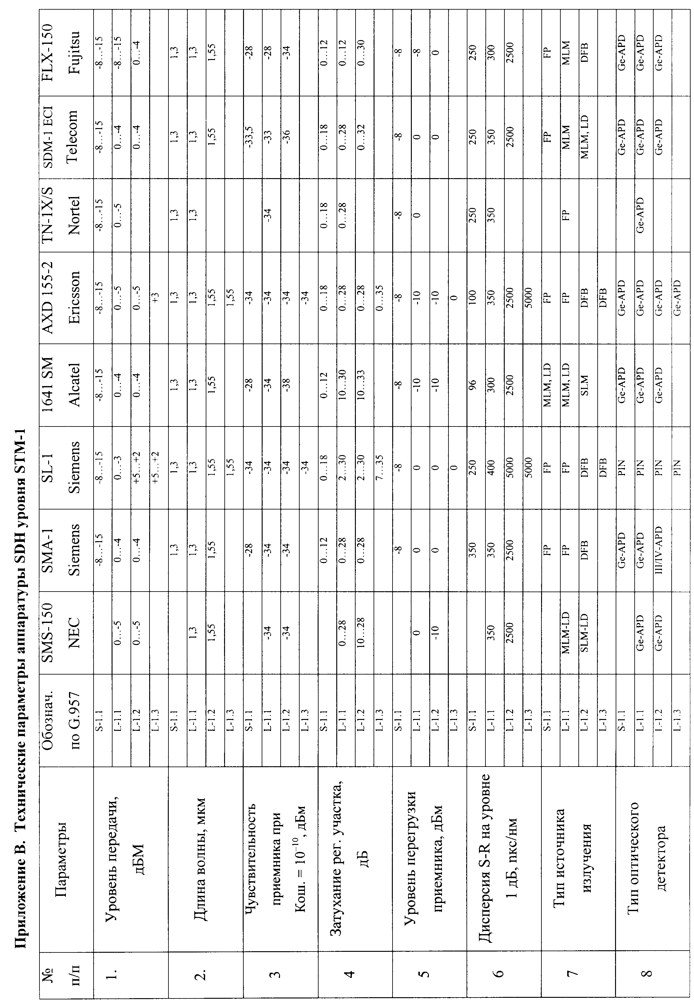 Приложение В. Технические параметры аппаратуры SDH уровня STM-1
№ п/п Параметры Обознач. по G.957 SMS-150 NEC SMA-1 Siemens SL-1 Siemens 1641 SM Alcatel AXD 155-2 Ericsson TN-1X/S Nortel SDM-1 ECI Telecom FLX-150 Fujitsu
1. Уровень передачи, дБМ
S-1.1 -8…-15 -8…-15 -8…-15 -8…-15 -8…-15 -8…-15 -8…-15
L-1.1 0…-5 0…-4 0…-3 0…-4 0…-5 0…-5 0…-4 -8…-15
L-1.2 0…-5 0…-4 +5…+2 0…-4 0…-5 0…-4 0…-4
L-1.3 +5…+2 +3
2. Длина волны, мкм
S-1.1 1,3 1,3 1,3 1,3 1,3 1,3 1,3
L-1.1 1,3 1,3 1,3 1,3 1,3 1,3 1,3 1,3
L-1.2 1,55 1,55 1,55 1,55 1,55 1,55 1,55
L-1.3 1,55 1,55
3 Чувствительность приемника при Кош. = 10⁻¹⁰, дБм
S-1.1 -28 -34 -28 -34 -33,5 -28
L-1.1 -34 -34 -34 -34 -34 -34 -33 -28
L-1.2 -34 -34 -34 -38 -34 -36 -34
L-1.3 -34 -34
4 Затухание рег. участка, дБ
S-1.1 0…12 0…18 0…12 0…18 0…18 0…18 0…12
L-1.1 0…28 0…28 2…30 10…30 0…28 0…28 0…28 0…12
L-1.2 10…28 0…28 2…30 10…33 0…28 0…32 0…30
L-1.3 7…35 0…35
5 Уровень перегрузки приемника, дБм
S-1.1 -8 -8 -8 -8 -8 -8 -8
L-1.1 0 0 0 -10 -10 0 0 -8
L-1.2 -10 0 0 -10 -10 0 0
L-1.3 0 0
6 Дисперсия S-R на уровне 1 дБ, пкс/нм
S-1.1 350 250 96 100 250 250 250
L-1.1 350 350 400 300 350 350 350 300
L-1.2 2500 2500 5000 2500 2500 2500 2500
L-1.3 5000 5000
7 Тип источника излучения
S-1.1 FP FP MLM, LD FP FP FP
L-1.1 MLM-LD FP FP MLM, LD FP FP MLM MLM
L-1.2 SLM-LD DFB DFB SLM DFB MLM, LD DFB
L-1.3 DFB DFB
8 Тип оптического детектора
S-1.1 Ge-APD PIN Ge-APD Ge-APD Ge-APD Ge-APD
L-1.1 Ge-APD Ge-APD PIN Ge-APD Ge-APD Ge-APD Ge-APD Ge-APD
L-1.2 Ge-APD III/IV-APD PIN Ge-APD Ge-APD Ge-APD Ge-APD
L-1.3 PIN Ge-APD